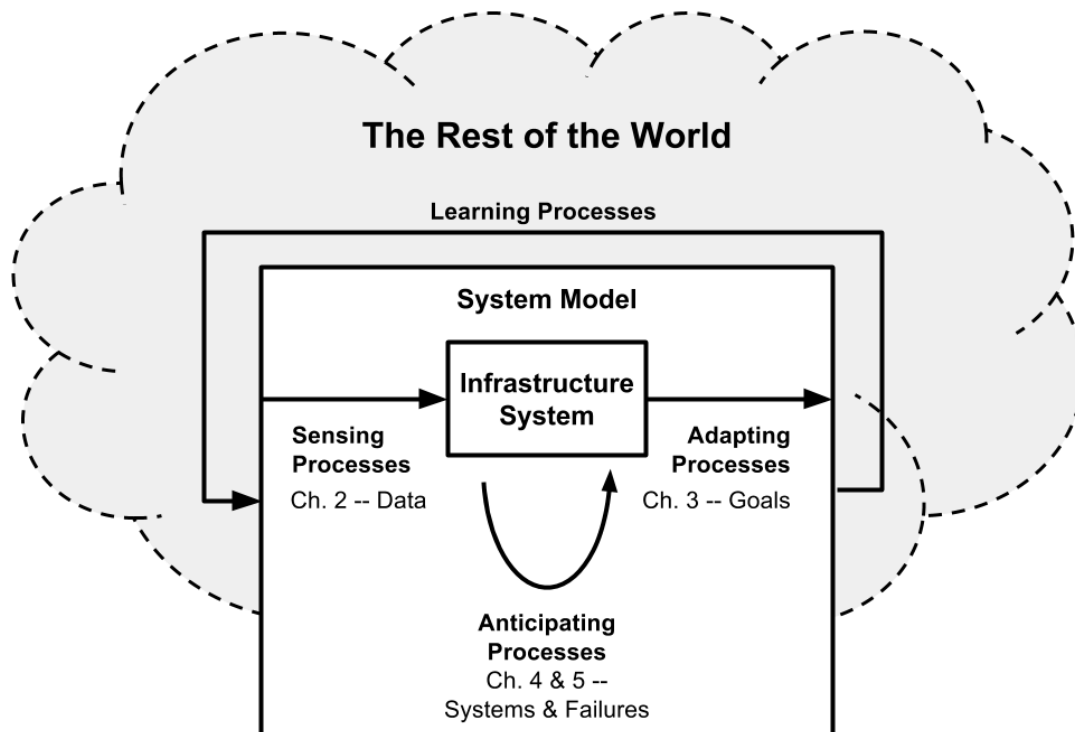 The Rest of the World
Learning Processes
System Model
Infrastructure
System
Sensing
Processes
Ch. 2 -- Data
Adapting
Processes
Ch. 3 -- Goals
Anticipating
Processes
Ch. 4 & 5 --
Systems & Failures